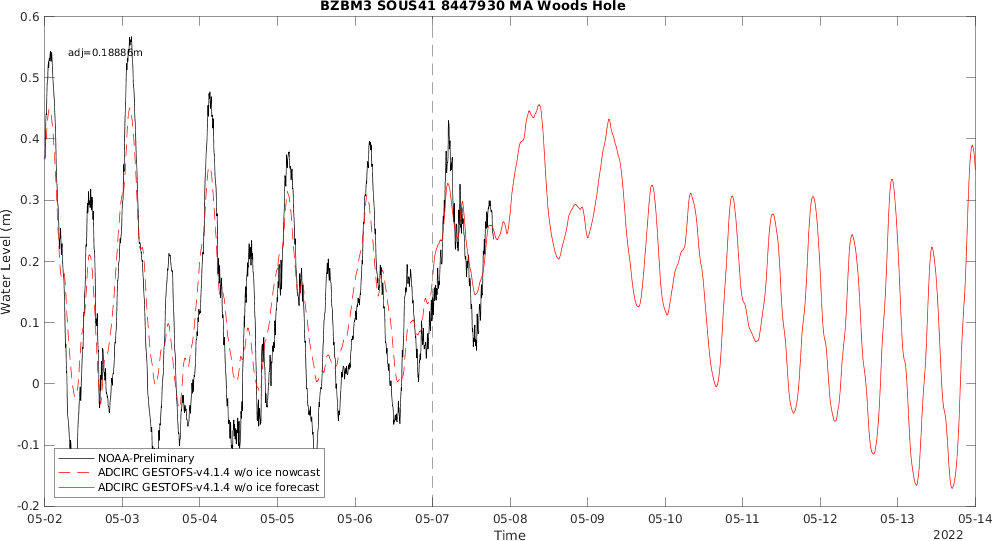 BZBM3 SOUS41 8447930 MA Woods Hole
adj=0.18886m
0.6
0.5
0.4
0.3
0.2
0.1
0
-0.1
-0.2
Water Level (m)
NOAA-Preliminary
ADCIRC GESTOFS-v4.1.4 w/o ice nowcast
ADCIRC GESTOFS-v4.1.4 w/o ice forecast
05-02 05-03 05-04 05-05 05-06 05-07 05-08 05-09 05-10 05-11 05-12 05-13 05-14
Time
2022